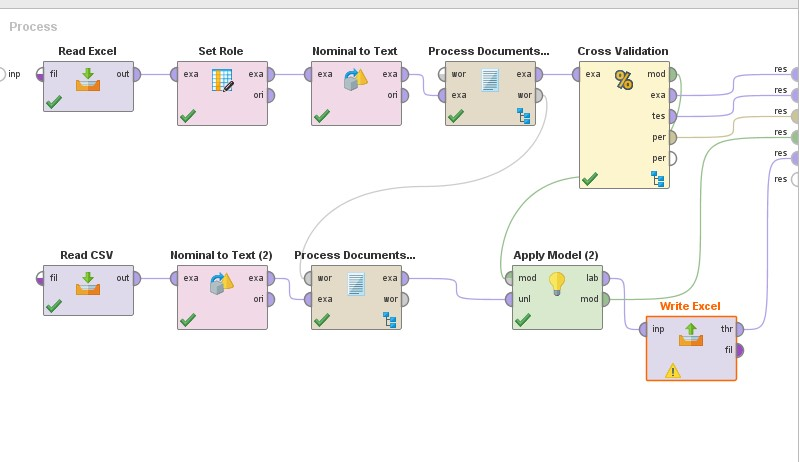 Process
Read Excel
Set Role
Nominal to Text
Process Documents...
Cross Validation
inp
fil
out
exa
exa
ori
exa
exa
ori
wor
exa
exa
wor
exa
mod
exa
tes
per
per
res
res
res
res
res
res
Read CSV
Nominal to Text (2)
Process Documents...
Apply Model (2)
fil
out
exa
exa
ori
wor
exa
exa
wor
mod
lab
unl
mod
Write Excel
inp
thr
fil